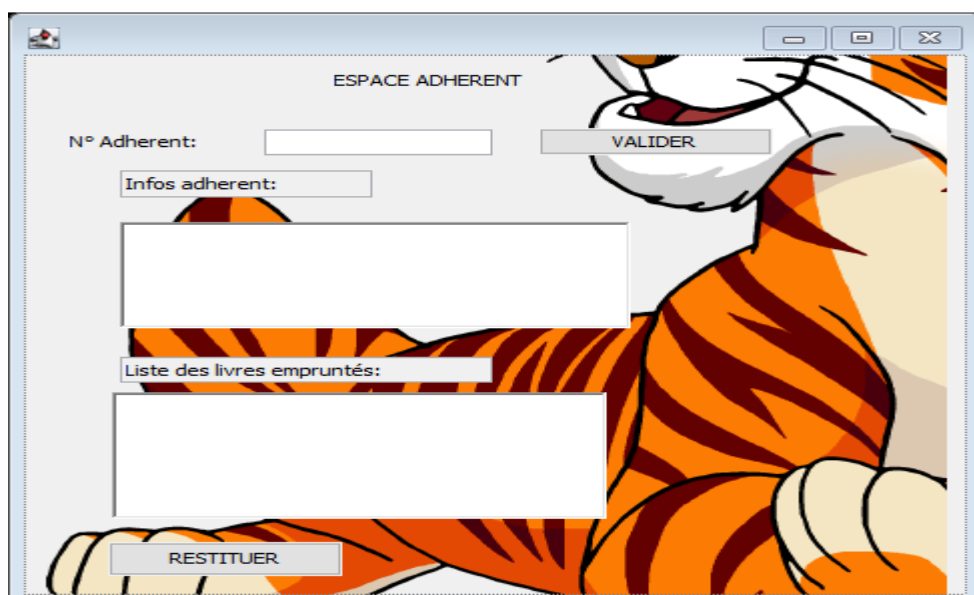 ESPACE ADHERENT
N° Adherent:
VALIDER
Infos adherent:
Liste des livres empruntés:
RESTITUER